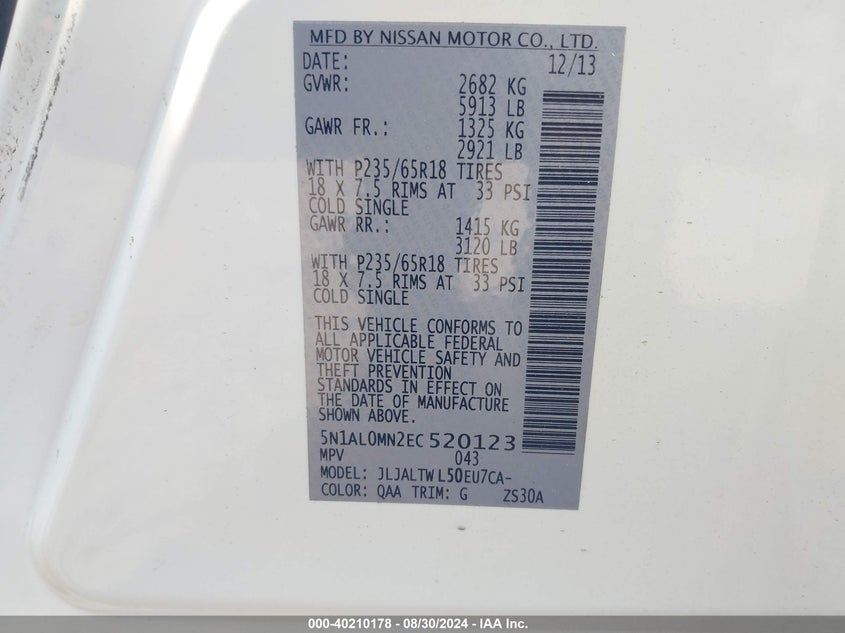 MFD BY NISSAN MOTOR CO., LTD.
DATE: 12/13
GVWR: 2682 KG
5913 LB
GAWR FR.: 1325 KG
2921 LB
WITH P235/65R18 TIRES
18 X 7.5 RIMS AT 33 PSI
COLD SINGLE
GAWR RR.: 1415 KG
3120 LB
WITH P235/65R18 TIRES
18 X 7.5 RIMS AT 33 PSI
COLD SINGLE
THIS VEHICLE CONFORMS TO
ALL APPLICABLE FEDERAL
MOTOR VEHICLE SAFETY AND
THEFT PREVENTION
STANDARDS IN EFFECT ON
THE DATE OF MANUFACTURE
SHOWN ABOVE.
5N1AL0MN2EC520123
MPV 043
MODEL: JLJALTWL50EU7CA-
COLOR: QAA TRIM: G ZS30A
000-40210178 - 08/30/2024 - IAA Inc.